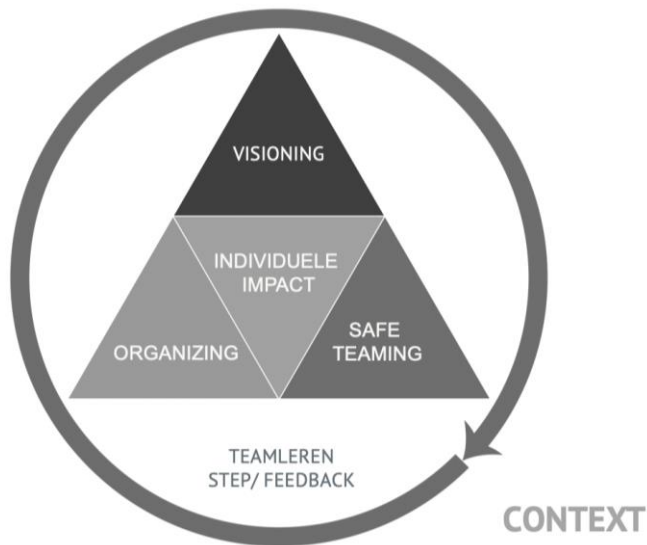 VISIONING
INDIVIDUELE
IMPACT
ORGANIZING
SAFE
TEAMING
TEAMLEREN
STEP/ FEEDBACK
CONTEXT